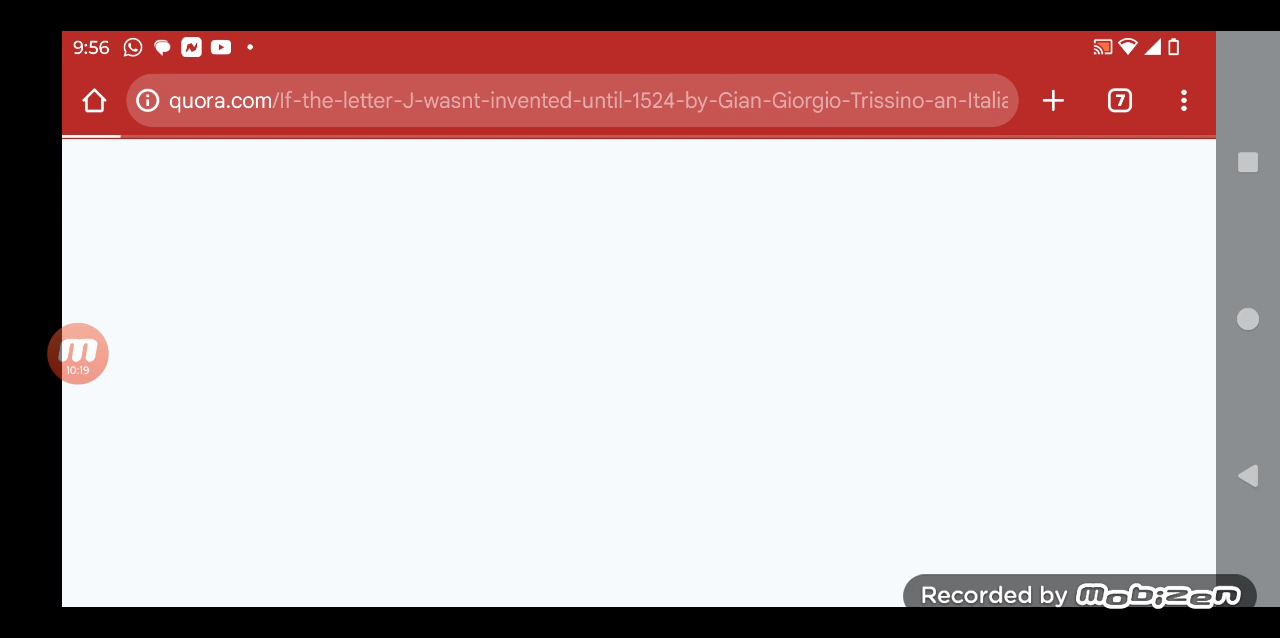 9:56
quora.com/If-the-letter-J-wasnt-invented-until-1524-by-Gian-Giorgio-Trissino-an-Italia
7
m
10:19
Recorded by mobizen